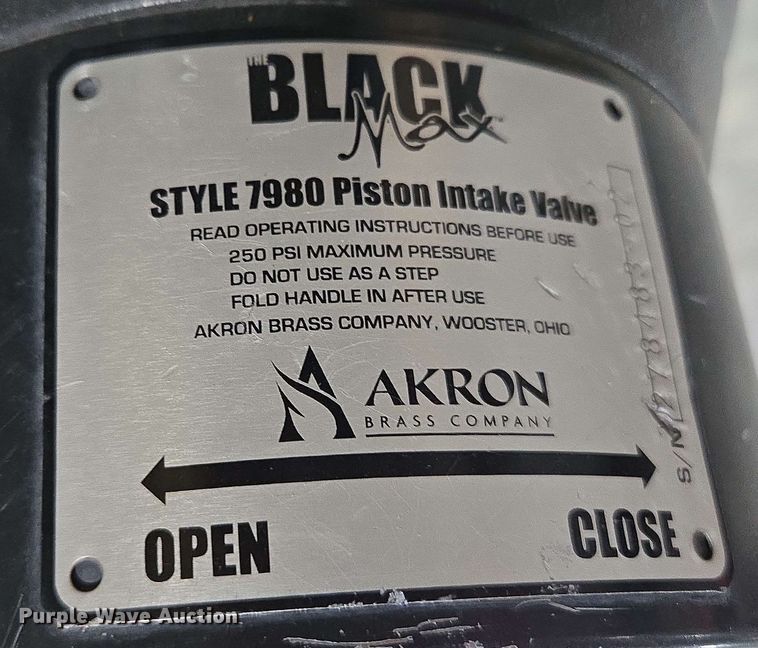 THE BLACK
Max™
STYLE 7980 Piston Intake Valve
READ OPERATING INSTRUCTIONS BEFORE USE
250 PSI MAXIMUM PRESSURE
DO NOT USE AS A STEP
FOLD HANDLE IN AFTER USE
AKRON BRASS COMPANY, WOOSTER, OHIO
AKRON
BRASS COMPANY
OPEN
CLOSE
S/N
Purple Wave Auction